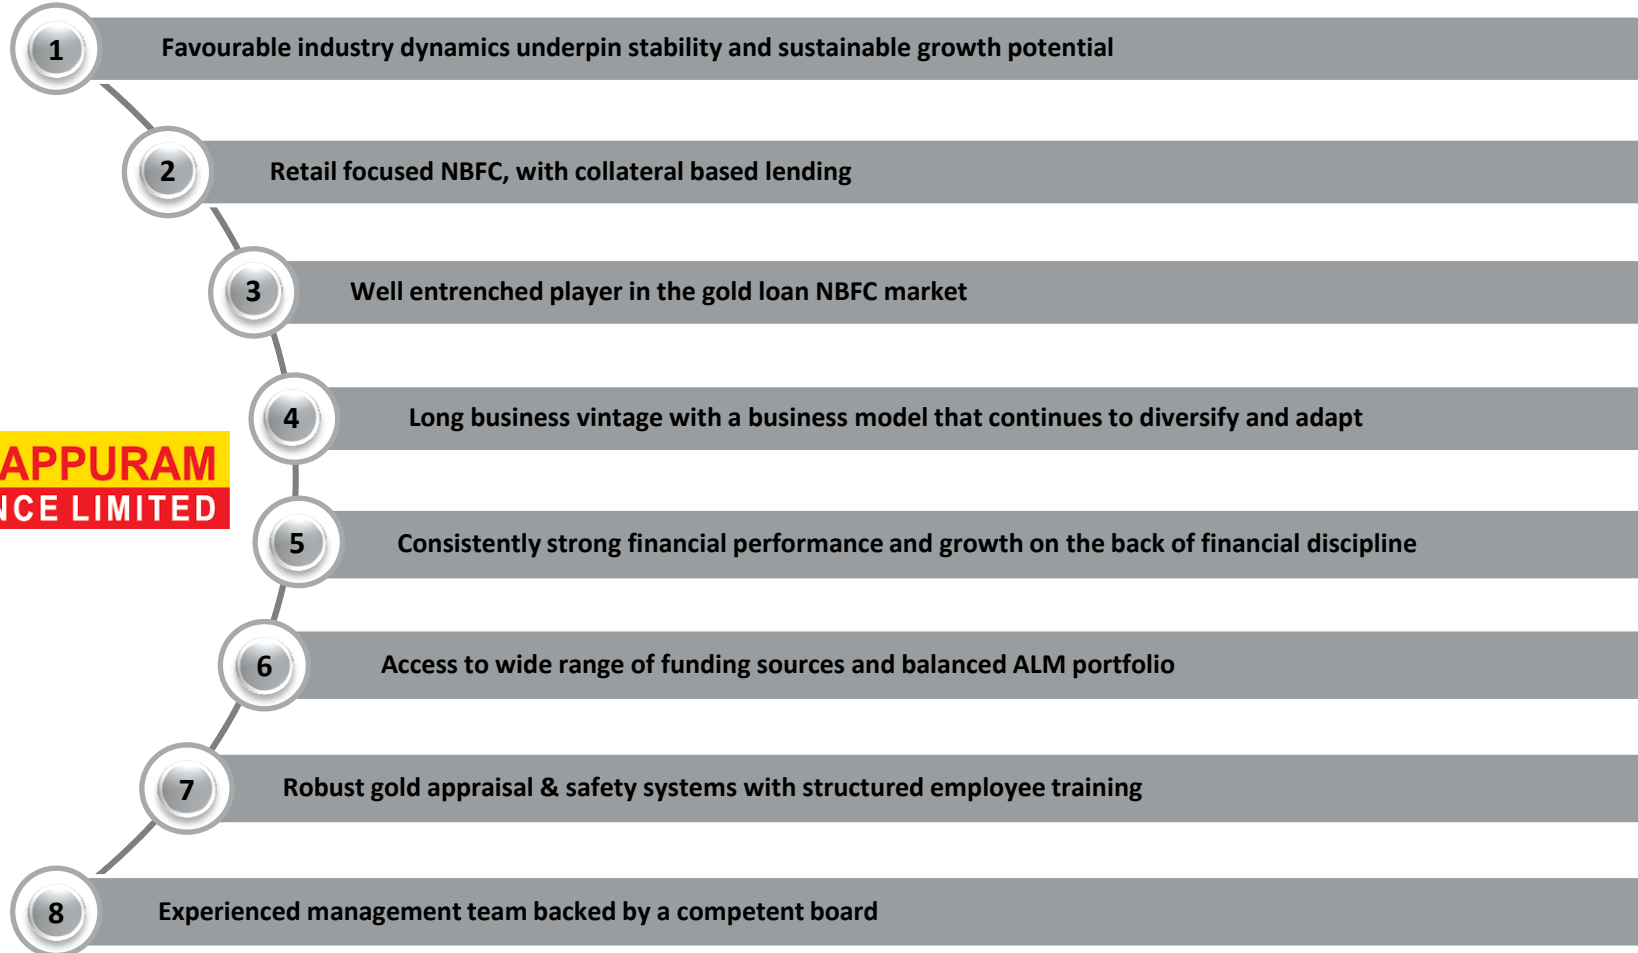 1
Favourable industry dynamics underpin stability and sustainable growth potential
2
Retail focused NBFC, with collateral based lending
3
Well entrenched player in the gold loan NBFC market
4
Long business vintage with a business model that continues to diversify and adapt
APPURAM
NCE LIMITED
5
Consistently strong financial performance and growth on the back of financial discipline
6
Access to wide range of funding sources and balanced ALM portfolio
7
Robust gold appraisal & safety systems with structured employee training
8
Experienced management team backed by a competent board